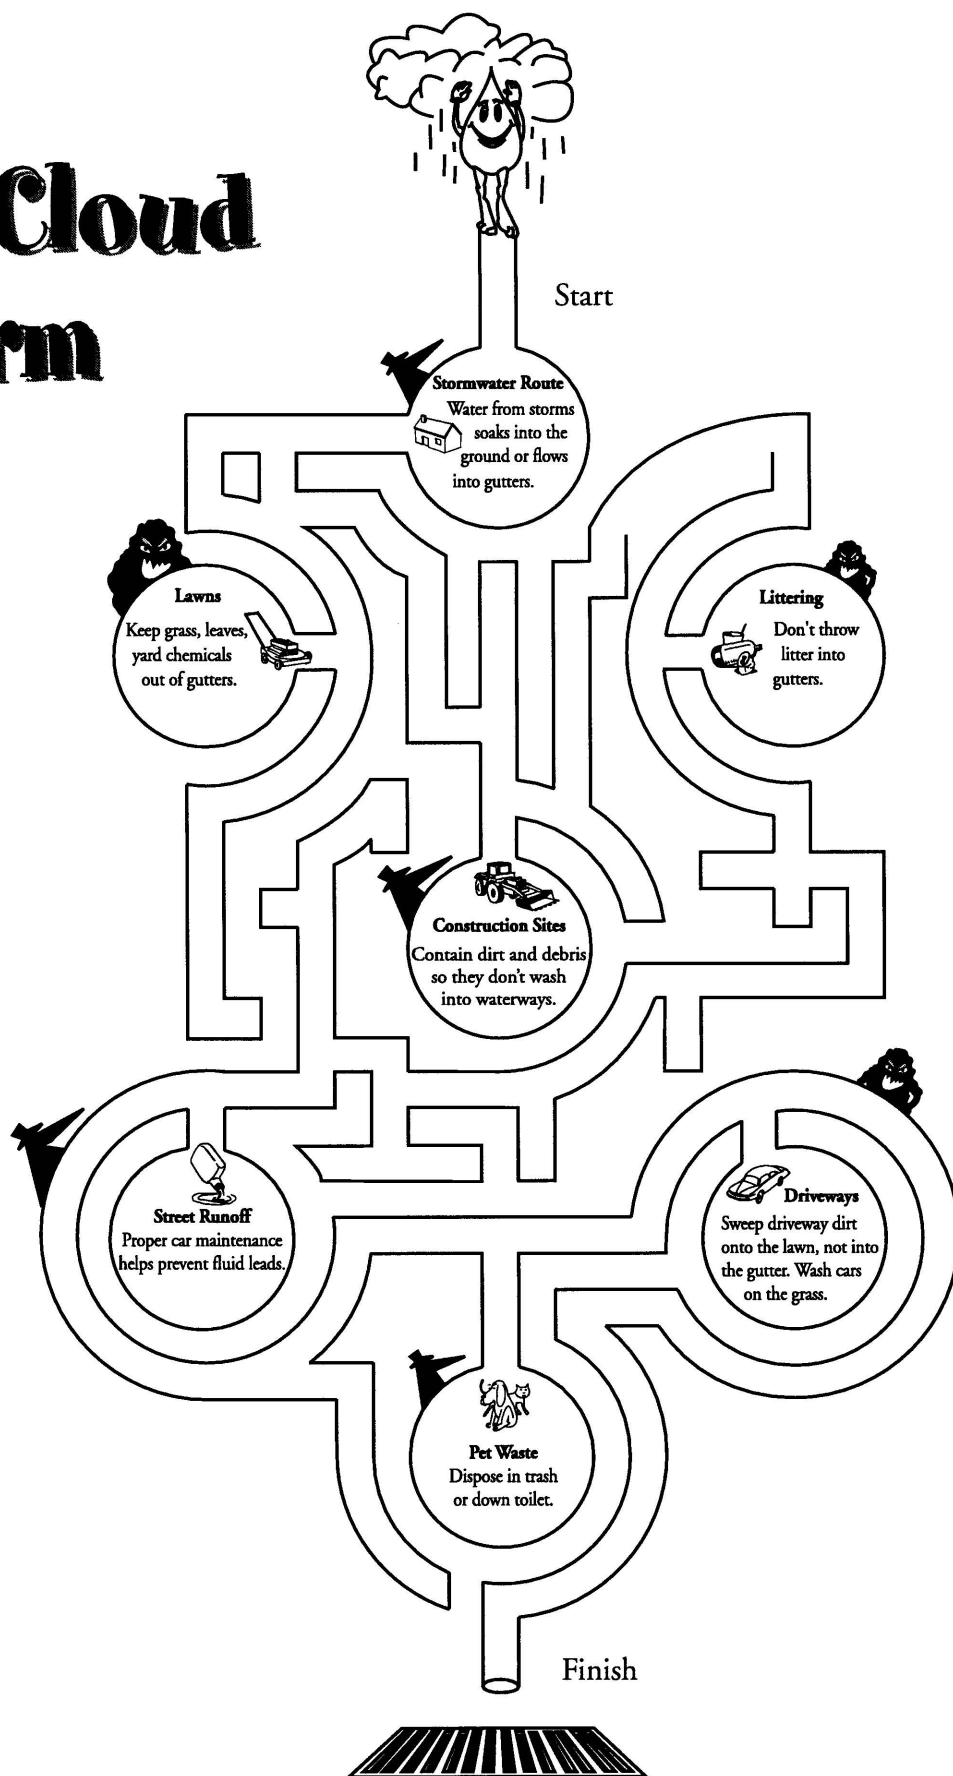 Cloud
rm
Start
Stormwater Route
Water from storms
soaks into the
ground or flows
into gutters.
Lawns
Keep grass, leaves,
yard chemicals
out of gutters.
Littering
Don't throw
litter into
gutters.
Construction Sites
Contain dirt and debris
so they don't wash
into waterways.
Street Runoff
Proper car maintenance
helps prevent fluid leads.
Driveways
Sweep driveway dirt
onto the lawn, not into
the gutter. Wash cars
on the grass.
Pet Waste
Dispose in trash
or down toilet.
Finish